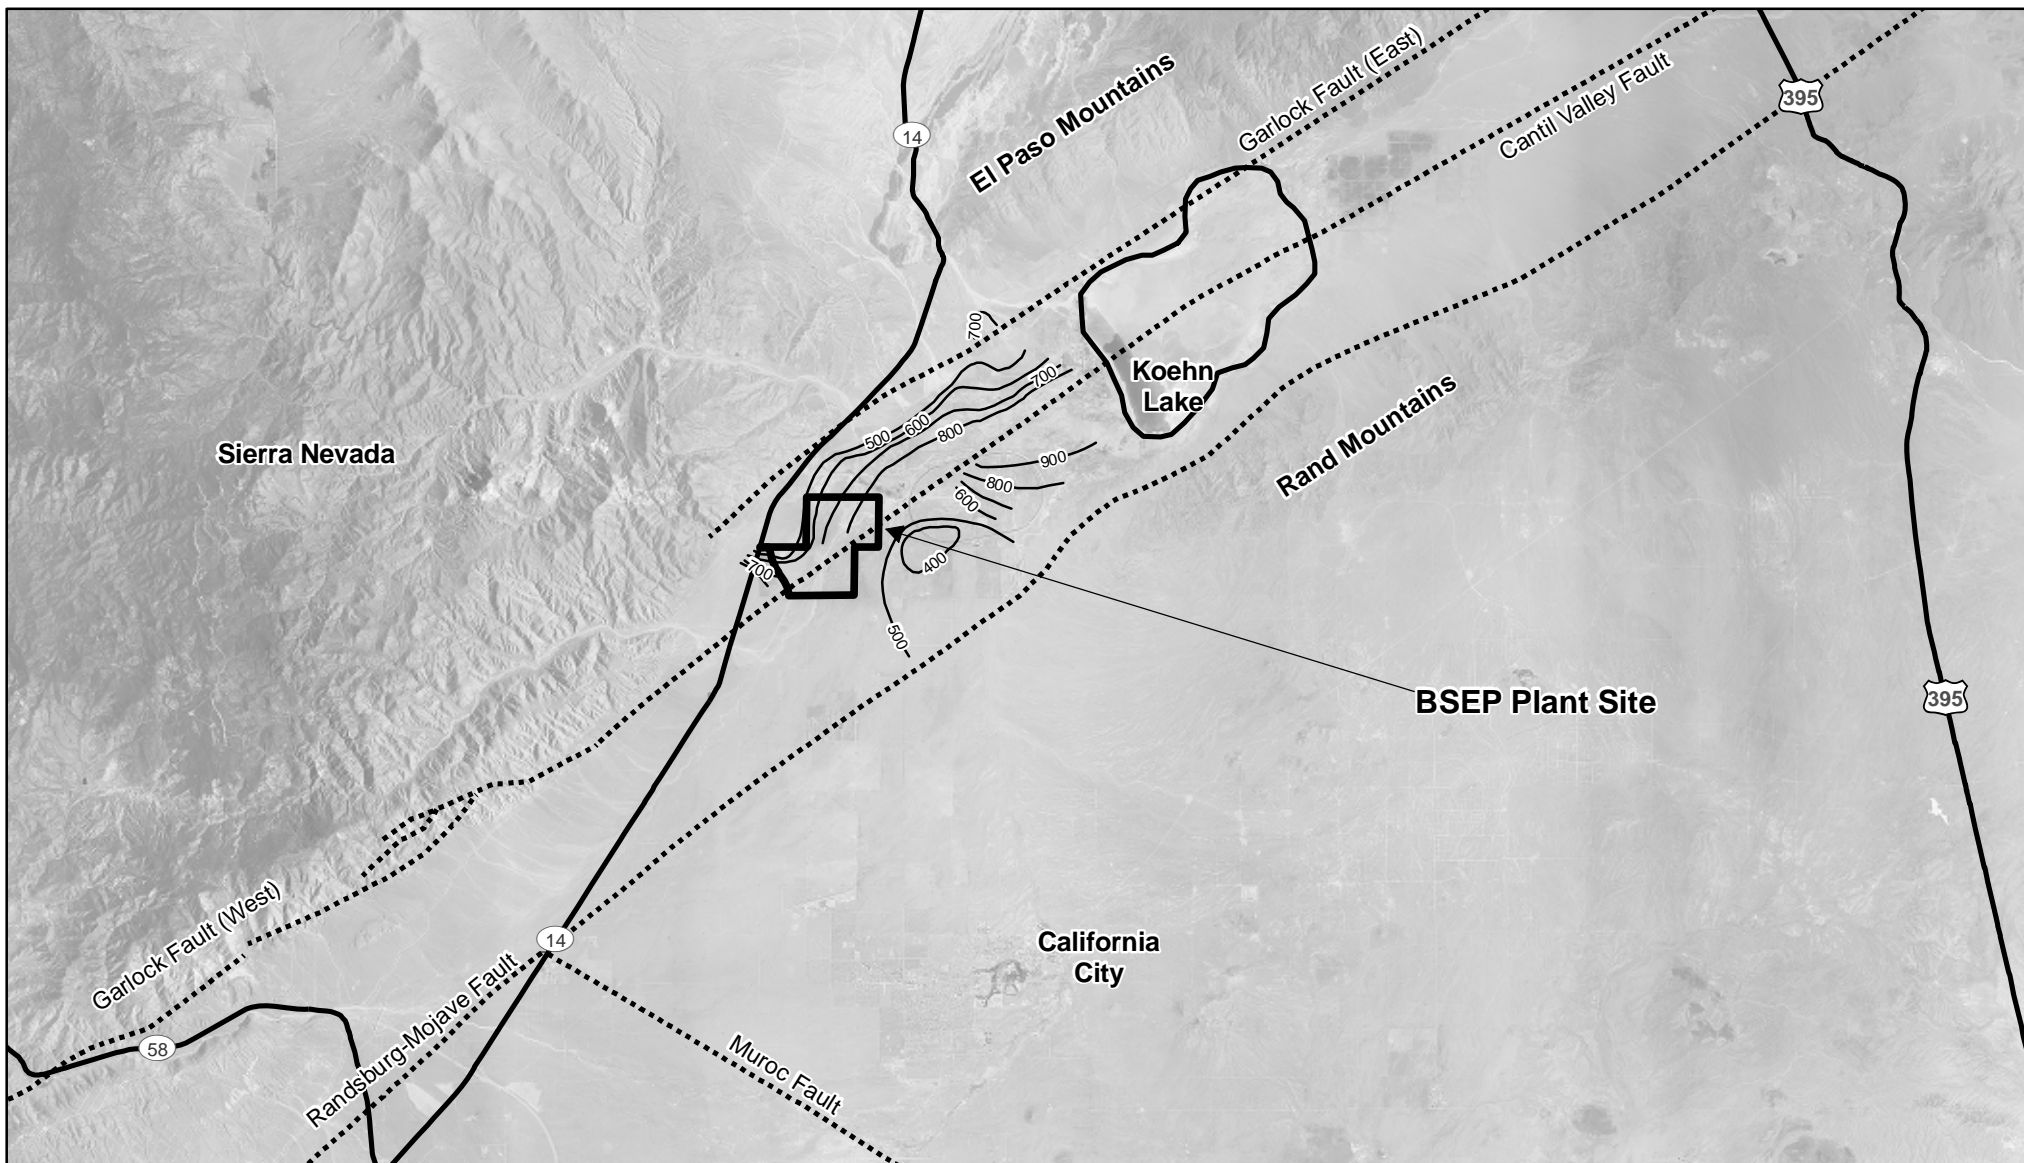 395
14
El Paso Mountains
Garlock Fault (East)
Cantil Valley Fault
700
Koehn
Lake
700
Sierra Nevada
500
600
800
900
800
600
Rand Mountains
400
700
500
BSEP Plant Site
395
Garlock Fault (West)
14
California
City
Randsburg-Mojave Fault
58
Muroc Fault